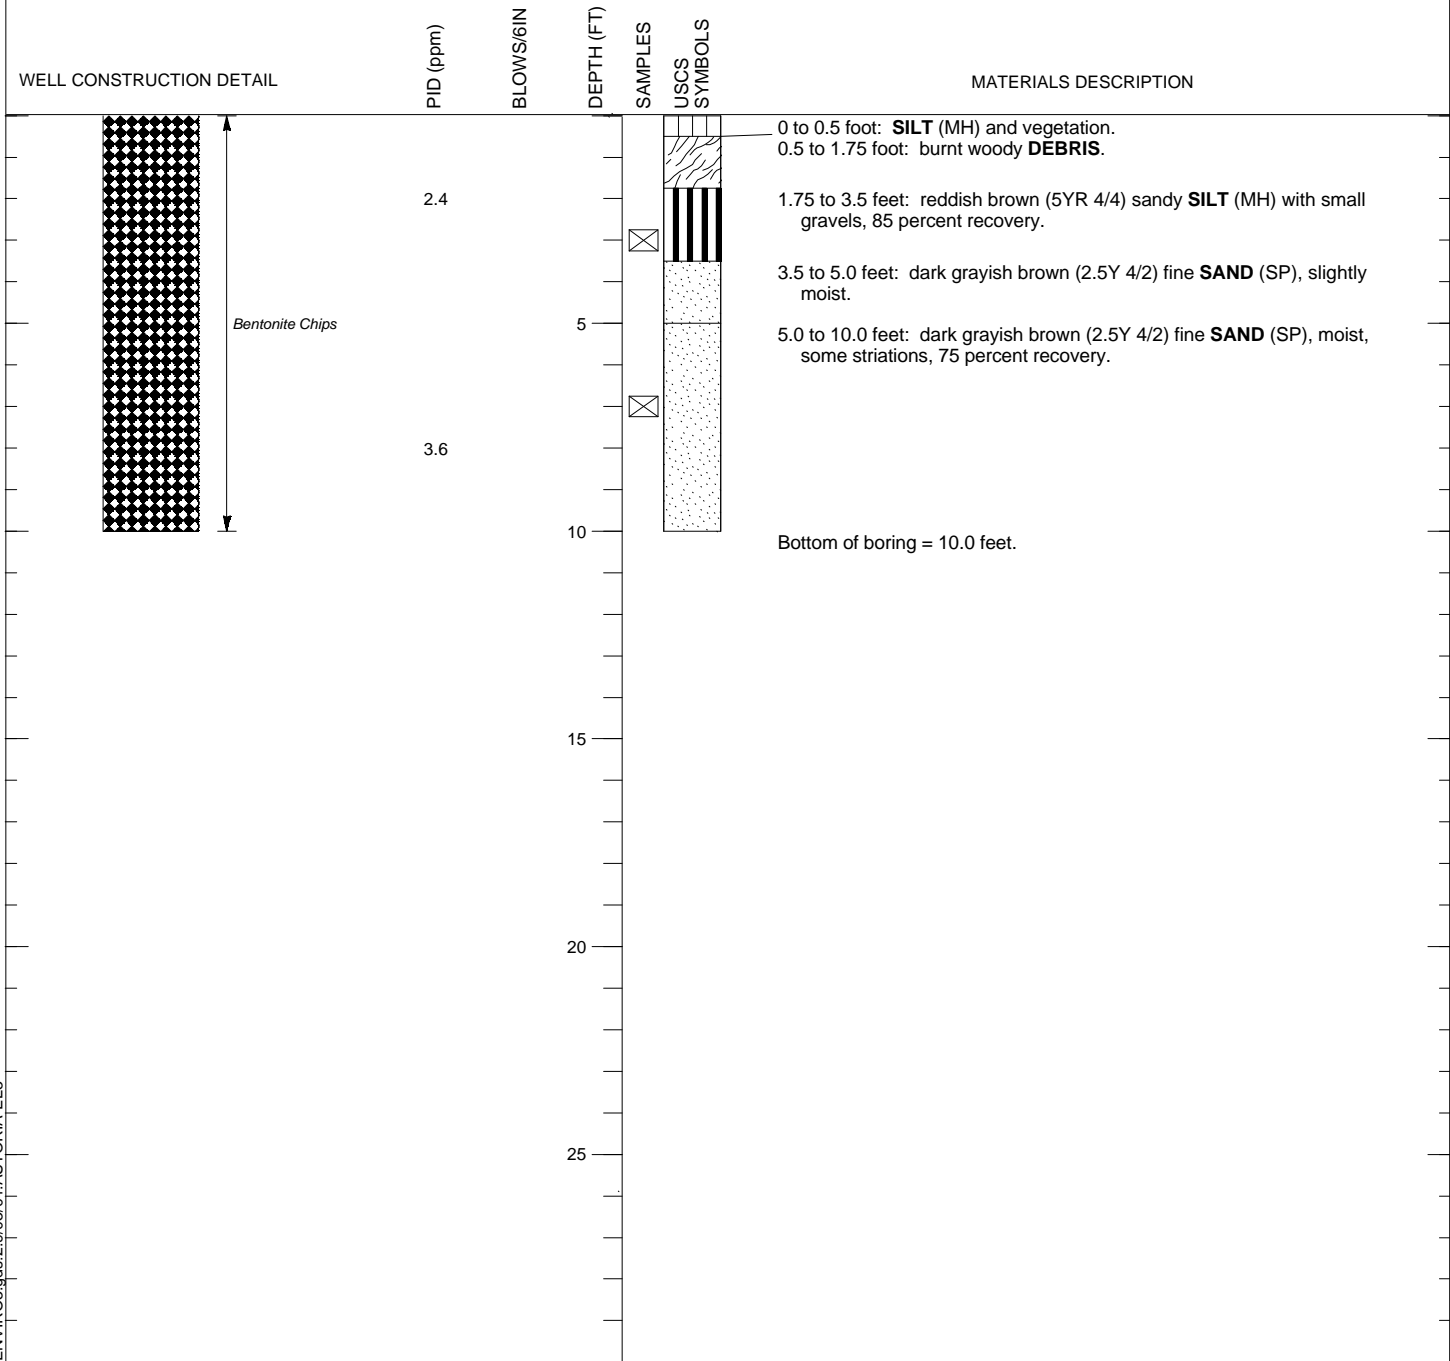 WELL CONSTRUCTION DETAIL
PID (ppm)
BLOWS/6IN
DEPTH (FT)
SAMPLES
USCS
SYMBOLS
MATERIALS DESCRIPTION
0 to 0.5 foot: SILT (MH) and vegetation.
0.5 to 1.75 foot: burnt woody DEBRIS.
2.4
1.75 to 3.5 feet: reddish brown (5YR 4/4) sandy SILT (MH) with small
gravels, 85 percent recovery.
3.5 to 5.0 feet: dark grayish brown (2.5Y 4/2) fine SAND (SP), slightly
moist.
Bentonite Chips
5
5.0 to 10.0 feet: dark grayish brown (2.5Y 4/2) fine SAND (SP), moist,
some striations, 75 percent recovery.
3.6
10
Bottom of boring = 10.0 feet.
15
20
25